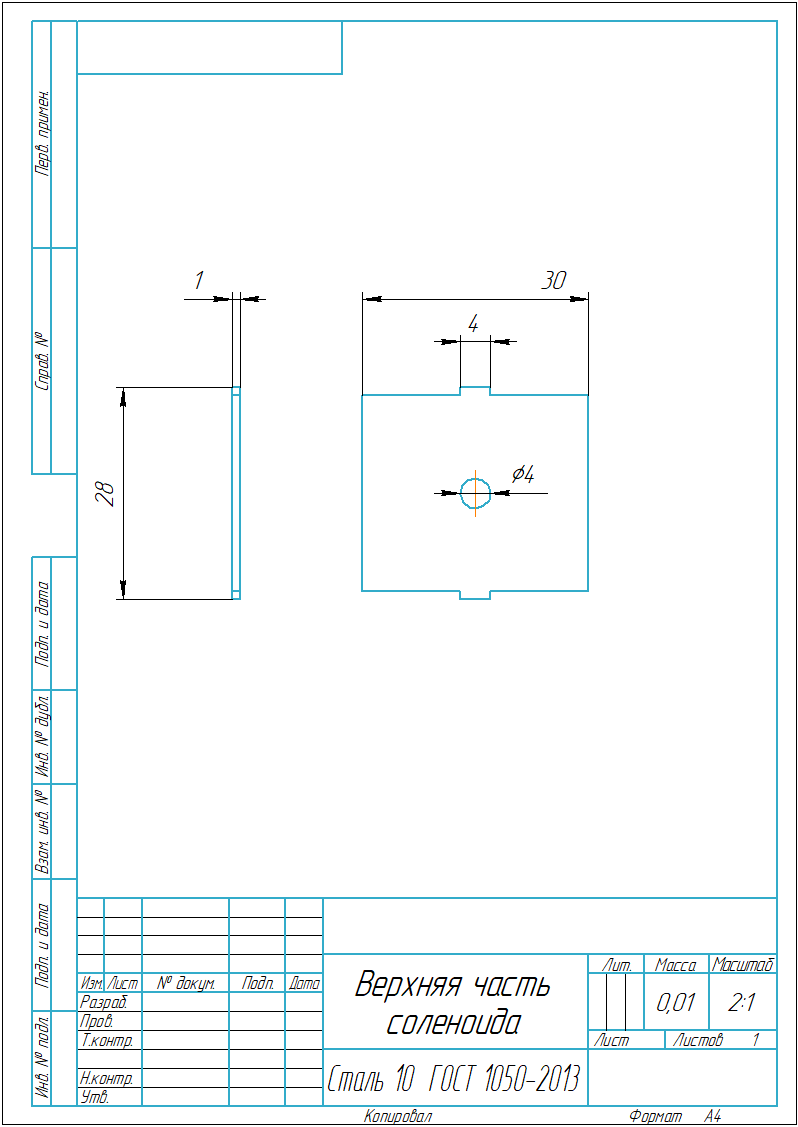 Перв. примен.
Справ. №
Подп. и дата
Инв. № дубл.
Взам. инв. №
Подп. и дата
Инв. № подл.
1
30
4
28
⌀4
Изм. Лист № докум. Подп. Дата
Разраб.
Пров.
Т.контр.
Н.контр.
Утв.
Верхняя часть
соленоида
Сталь 10 ГОСТ 1050-2013
Лит. Масса Масштаб
0,01 2:1
Лист Листов 1
Копировал Формат А4